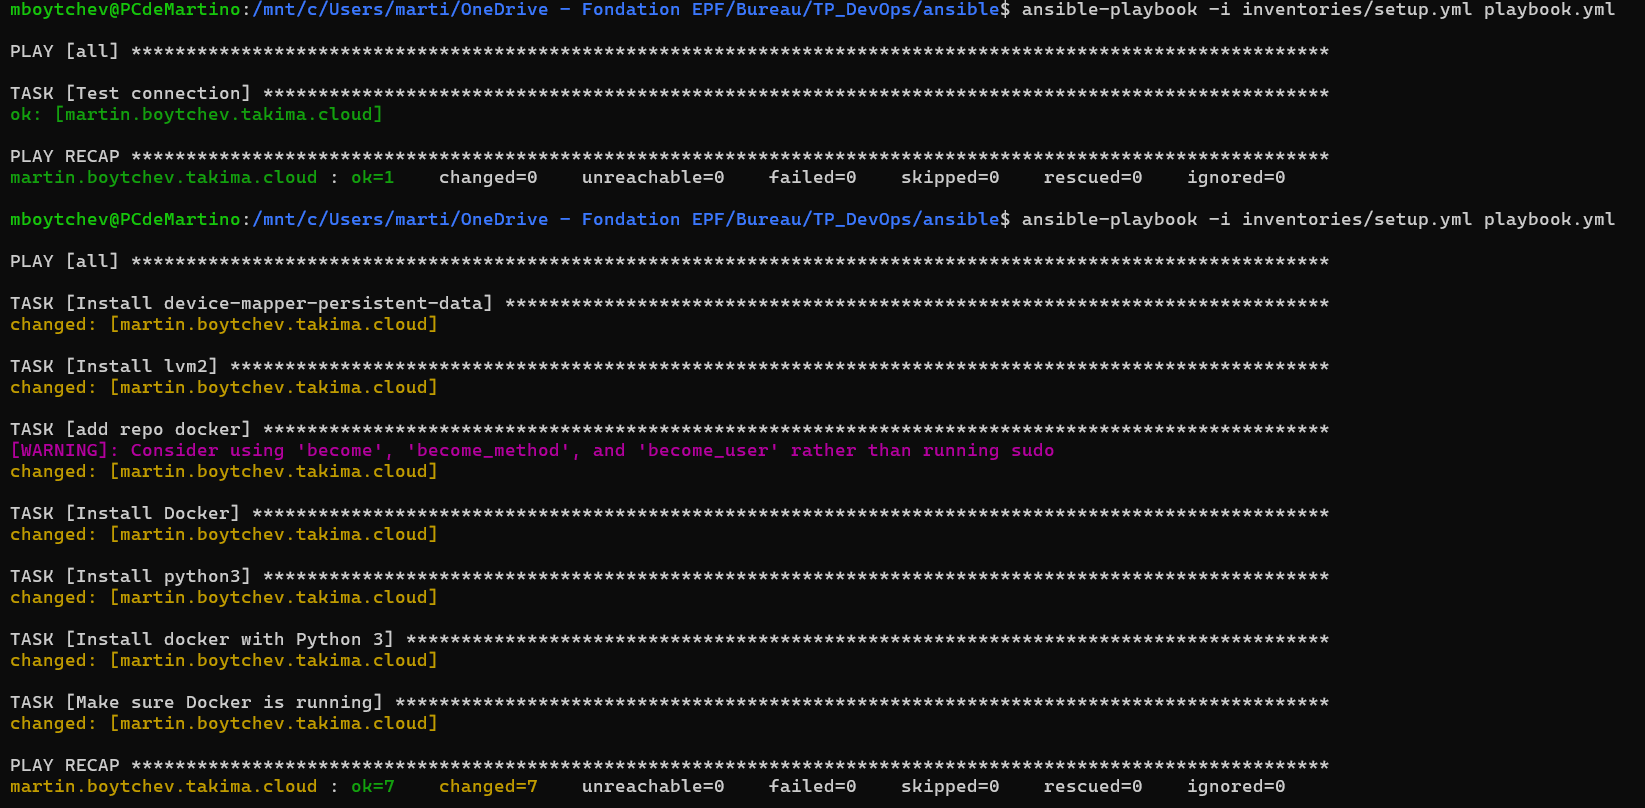 mboytchev@PCdeMartino:/mnt/c/Users/marti/OneDrive - Fondation EPF/Bureau/TP_DevOps/ansible$ ansible-playbook -i inventories/setup.yml playbook.yml
PLAY [all] *************************************************************************************************************
TASK [Test connection] *************************************************************************************************
ok: [martin.boytchev.takima.cloud]
PLAY RECAP *************************************************************************************************************
martin.boytchev.takima.cloud : ok=1    changed=0    unreachable=0    failed=0    skipped=0    rescued=0    ignored=0
mboytchev@PCdeMartino:/mnt/c/Users/marti/OneDrive - Fondation EPF/Bureau/TP_DevOps/ansible$ ansible-playbook -i inventories/setup.yml playbook.yml
PLAY [all] *************************************************************************************************************
TASK [Install device-mapper-persistent-data] ***************************************************************************
changed: [martin.boytchev.takima.cloud]
TASK [Install lvm2] ****************************************************************************************************
changed: [martin.boytchev.takima.cloud]
TASK [add repo docker] *************************************************************************************************
[WARNING]: Consider using 'become', 'become_method', and 'become_user' rather than running sudo
changed: [martin.boytchev.takima.cloud]
TASK [Install Docker] **************************************************************************************************
changed: [martin.boytchev.takima.cloud]
TASK [Install python3] *************************************************************************************************
changed: [martin.boytchev.takima.cloud]
TASK [Install docker with Python 3] ************************************************************************************
changed: [martin.boytchev.takima.cloud]
TASK [Make sure Docker is running] *************************************************************************************
changed: [martin.boytchev.takima.cloud]
PLAY RECAP *************************************************************************************************************
martin.boytchev.takima.cloud : ok=7    changed=7    unreachable=0    failed=0    skipped=0    rescued=0    ignored=0